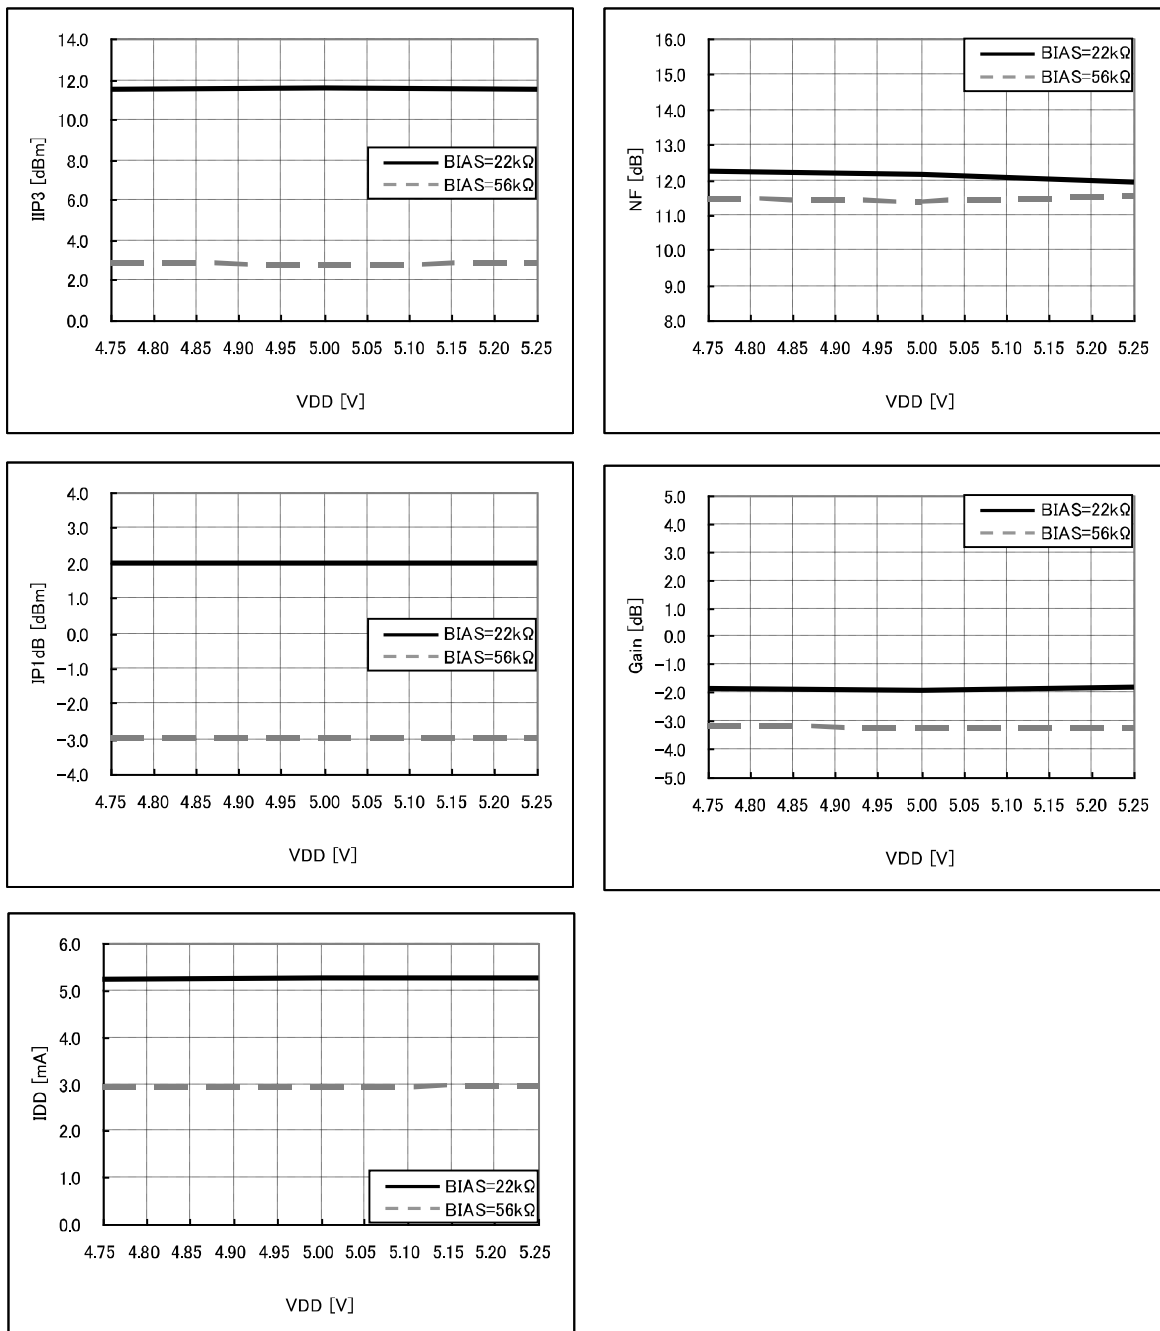 14.0
12.0
10.0
8.0
6.0
4.0
2.0
0.0
IIP3 [dBm]
BIAS=22kΩ
BIAS=56kΩ
4.75 4.80 4.85 4.90 4.95 5.00 5.05 5.10 5.15 5.20 5.25
VDD [V]
16.0
15.0
14.0
13.0
12.0
11.0
10.0
9.0
8.0
NF [dB]
BIAS=22kΩ
BIAS=56kΩ
4.75 4.80 4.85 4.90 4.95 5.00 5.05 5.10 5.15 5.20 5.25
VDD [V]
4.0
3.0
2.0
1.0
0.0
−1.0
−2.0
−3.0
−4.0
IP1dB [dBm]
BIAS=22kΩ
BIAS=56kΩ
4.75 4.80 4.85 4.90 4.95 5.00 5.05 5.10 5.15 5.20 5.25
VDD [V]
5.0
4.0
3.0
2.0
1.0
0.0
−1.0
−2.0
−3.0
−4.0
−5.0
Gain [dB]
BIAS=22kΩ
BIAS=56kΩ
4.75 4.80 4.85 4.90 4.95 5.00 5.05 5.10 5.15 5.20 5.25
VDD [V]
6.0
5.0
4.0
3.0
2.0
1.0
0.0
IDD [mA]
BIAS=22kΩ
BIAS=56kΩ
4.75 4.80 4.85 4.90 4.95 5.00 5.05 5.10 5.15 5.20 5.25
VDD [V]